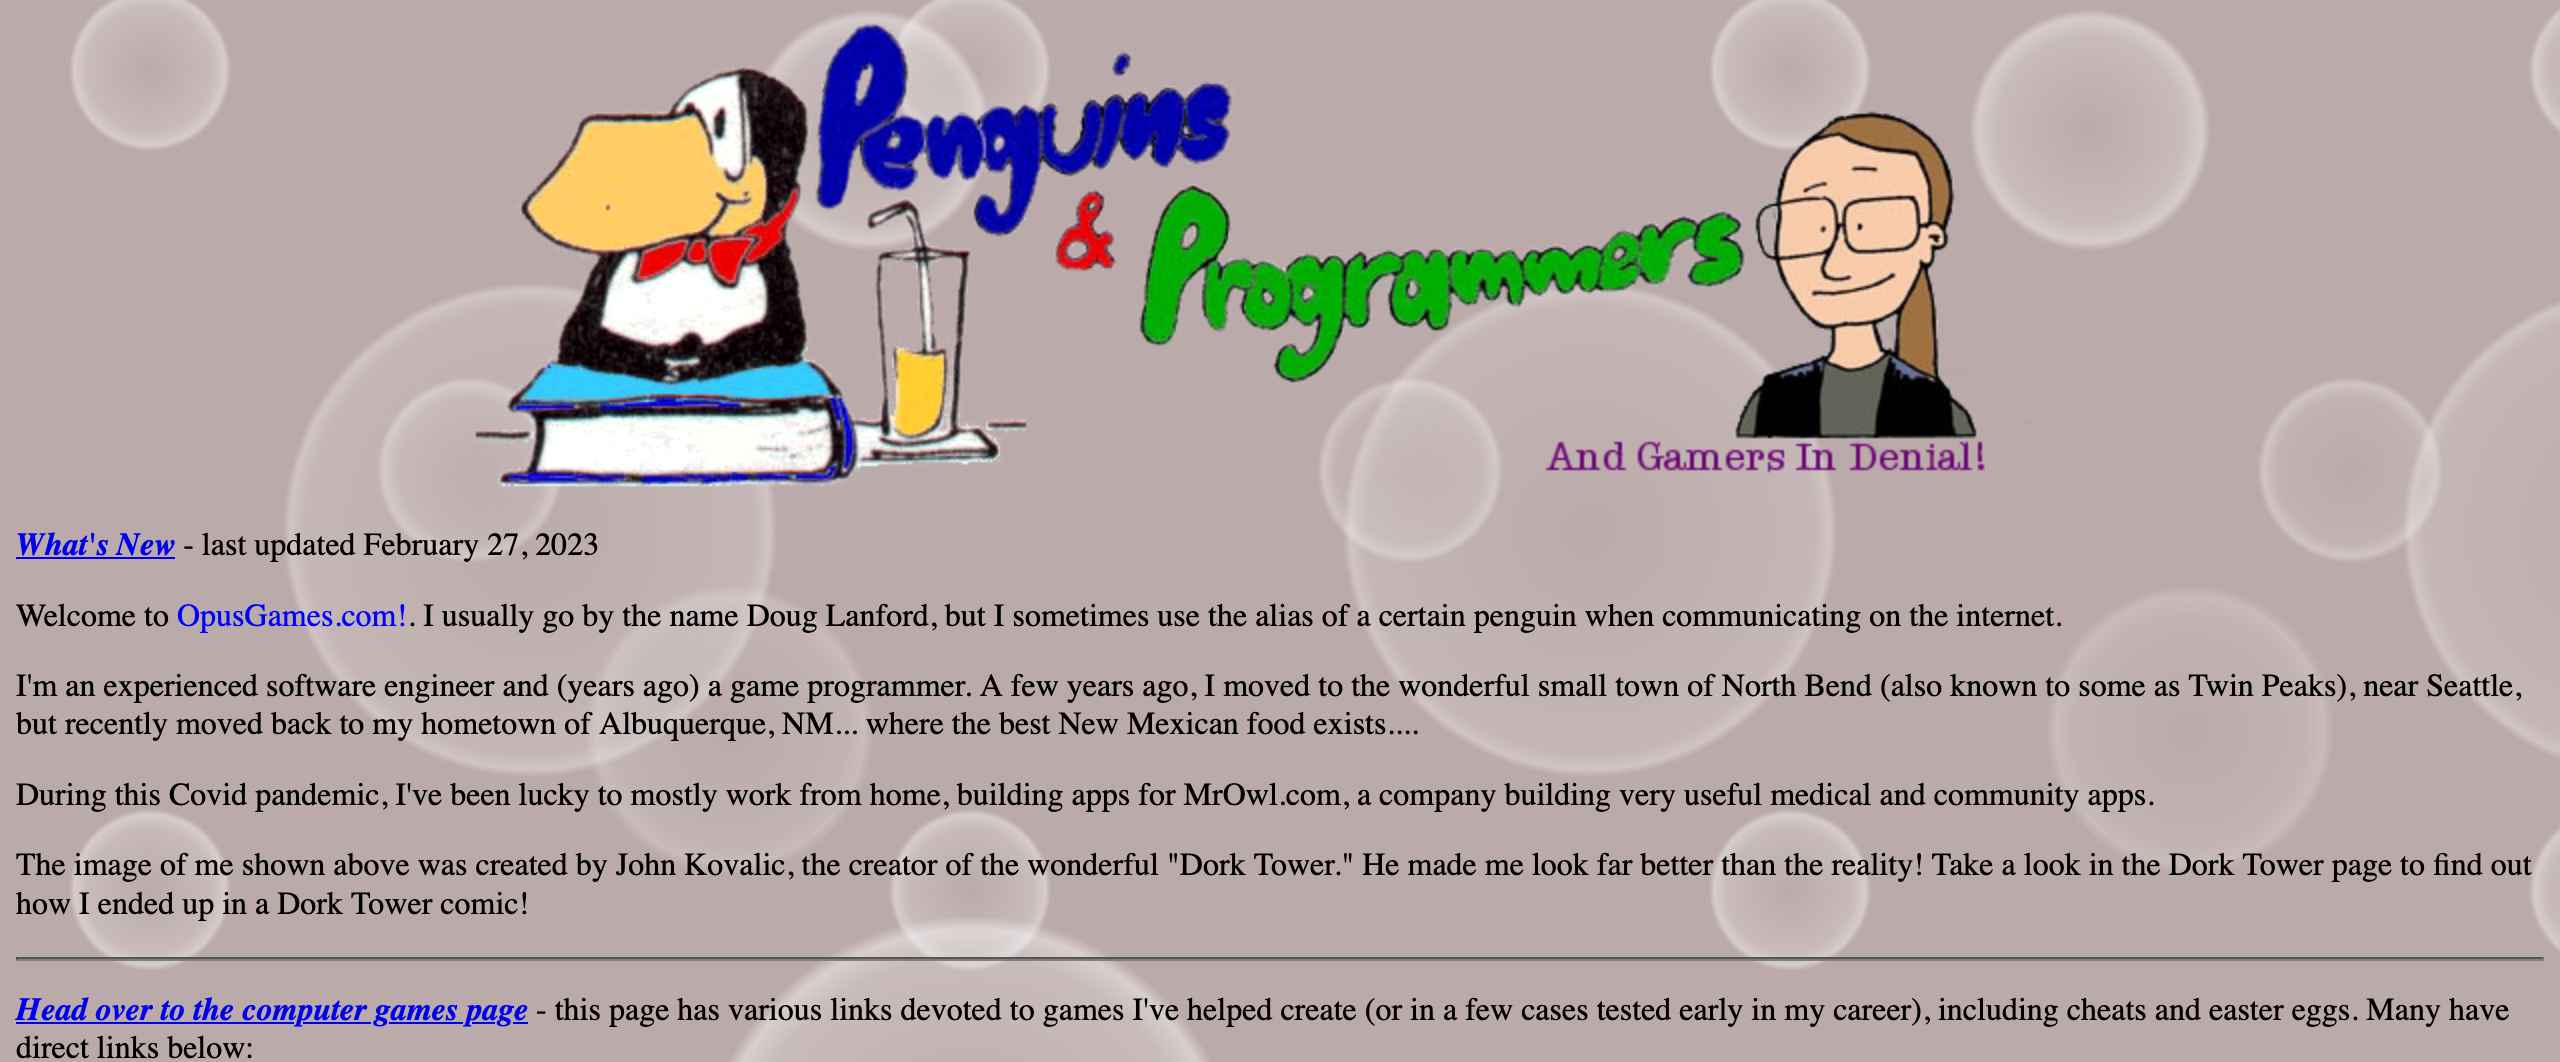 Penguins
&
Programmers
And Gamers In Denial!
What's New - last updated February 27, 2023
Welcome to OpusGames.com!. I usually go by the name Doug Lanford, but I sometimes use the alias of a certain penguin when communicating on the internet.
I'm an experienced software engineer and (years ago) a game programmer. A few years ago, I moved to the wonderful small town of North Bend (also known to some as Twin Peaks), near Seattle,
but recently moved back to my hometown of Albuquerque, NM... where the best New Mexican food exists....
During this Covid pandemic, I've been lucky to mostly work from home, building apps for MrOwl.com, a company building very useful medical and community apps.
The image of me shown above was created by John Kovalic, the creator of the wonderful "Dork Tower." He made me look far better than the reality! Take a look in the Dork Tower page to find out
how I ended up in a Dork Tower comic!
Head over to the computer games page - this page has various links devoted to games I've helped create (or in a few cases tested early in my career), including cheats and easter eggs. Many have
direct links below: